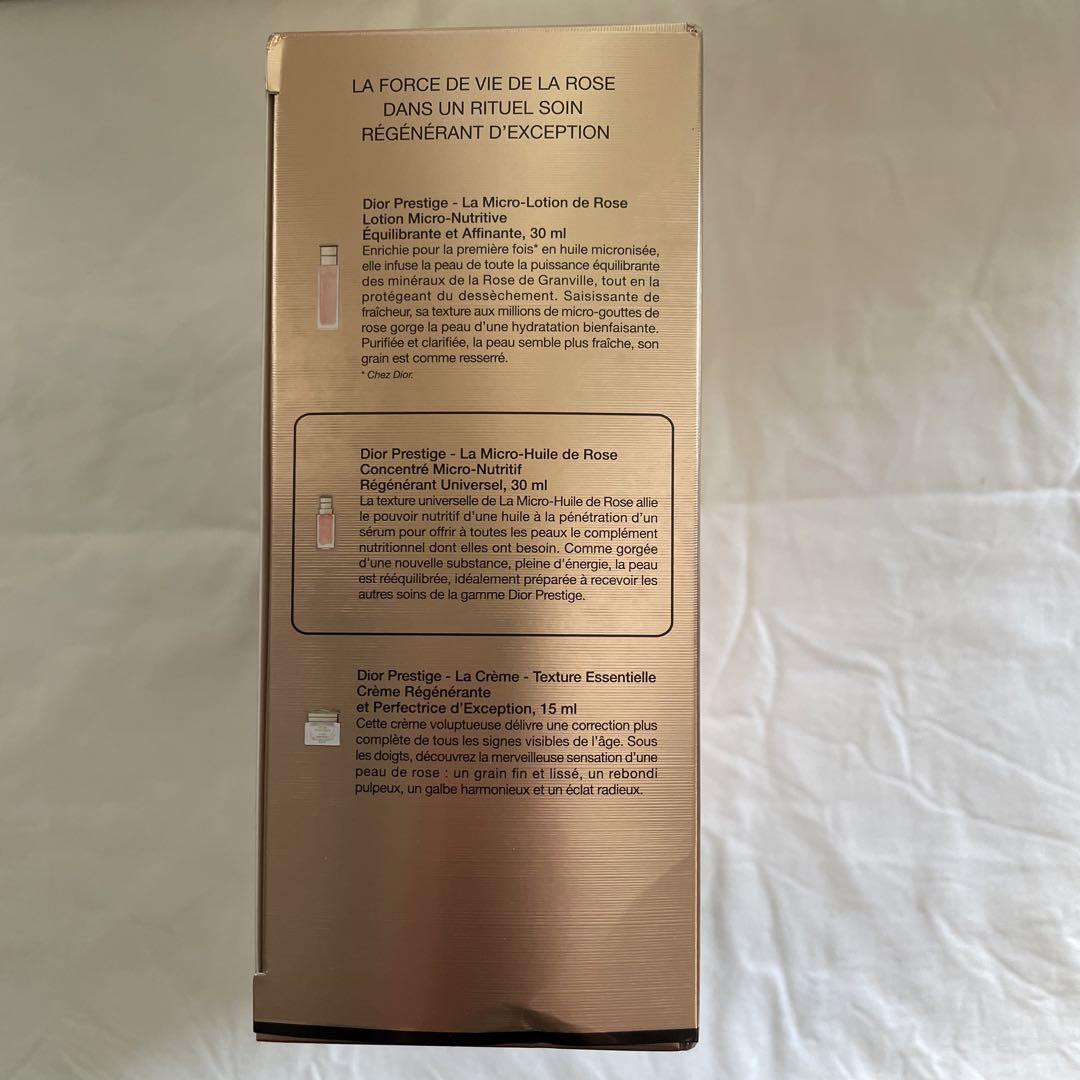 LA FORCE DE VIE DE LA ROSE
DANS UN RITUEL SOIN
RÉGÉNÉRANT D'EXCEPTION
Dior Prestige - La Micro-Lotion de Rose
Lotion Micro-Nutritive
Équilibrante et Affinante, 30 ml
Enrichie pour la première fois* en huile micronisée,
elle infuse la peau de toute la puissance équilibrante
des minéraux de la Rose de Granville, tout en la
protégeant du dessèchement. Saisissante de
fraîcheur, sa texture aux millions de micro-gouttes de
rose gorge la peau d'une hydratation bienfaisante.
Purifiée et clarifiée, la peau semble plus fraîche, son
grain est comme resserré.
* Chez Dior.
Dior Prestige - La Micro-Huile de Rose
Concentré Micro-Nutritif
Régénérant Universel, 30 ml
La texture universelle de La Micro-Huile de Rose allie
le pouvoir nutritif d'une huile à la pénétration d'un
sérum pour offrir à toutes les peaux le complément
nutritionnel dont elles ont besoin. Comme gorgée
d'une nouvelle substance, pleine d'énergie, la peau
est rééquilibrée, idéalement préparée à recevoir les
autres soins de la gamme Dior Prestige.
Dior Prestige - La Crème - Texture Essentielle
Crème Régénérante
et Perfectrice d'Exception, 15 ml
Cette crème voluptueuse délivre une correction plus
complète de tous les signes visibles de l'âge. Sous
les doigts, découvrez la merveilleuse sensation d'une
peau de rose : un grain fin et lissé, un rebondi
pulpeux, un galbe harmonieux et un éclat radieux.